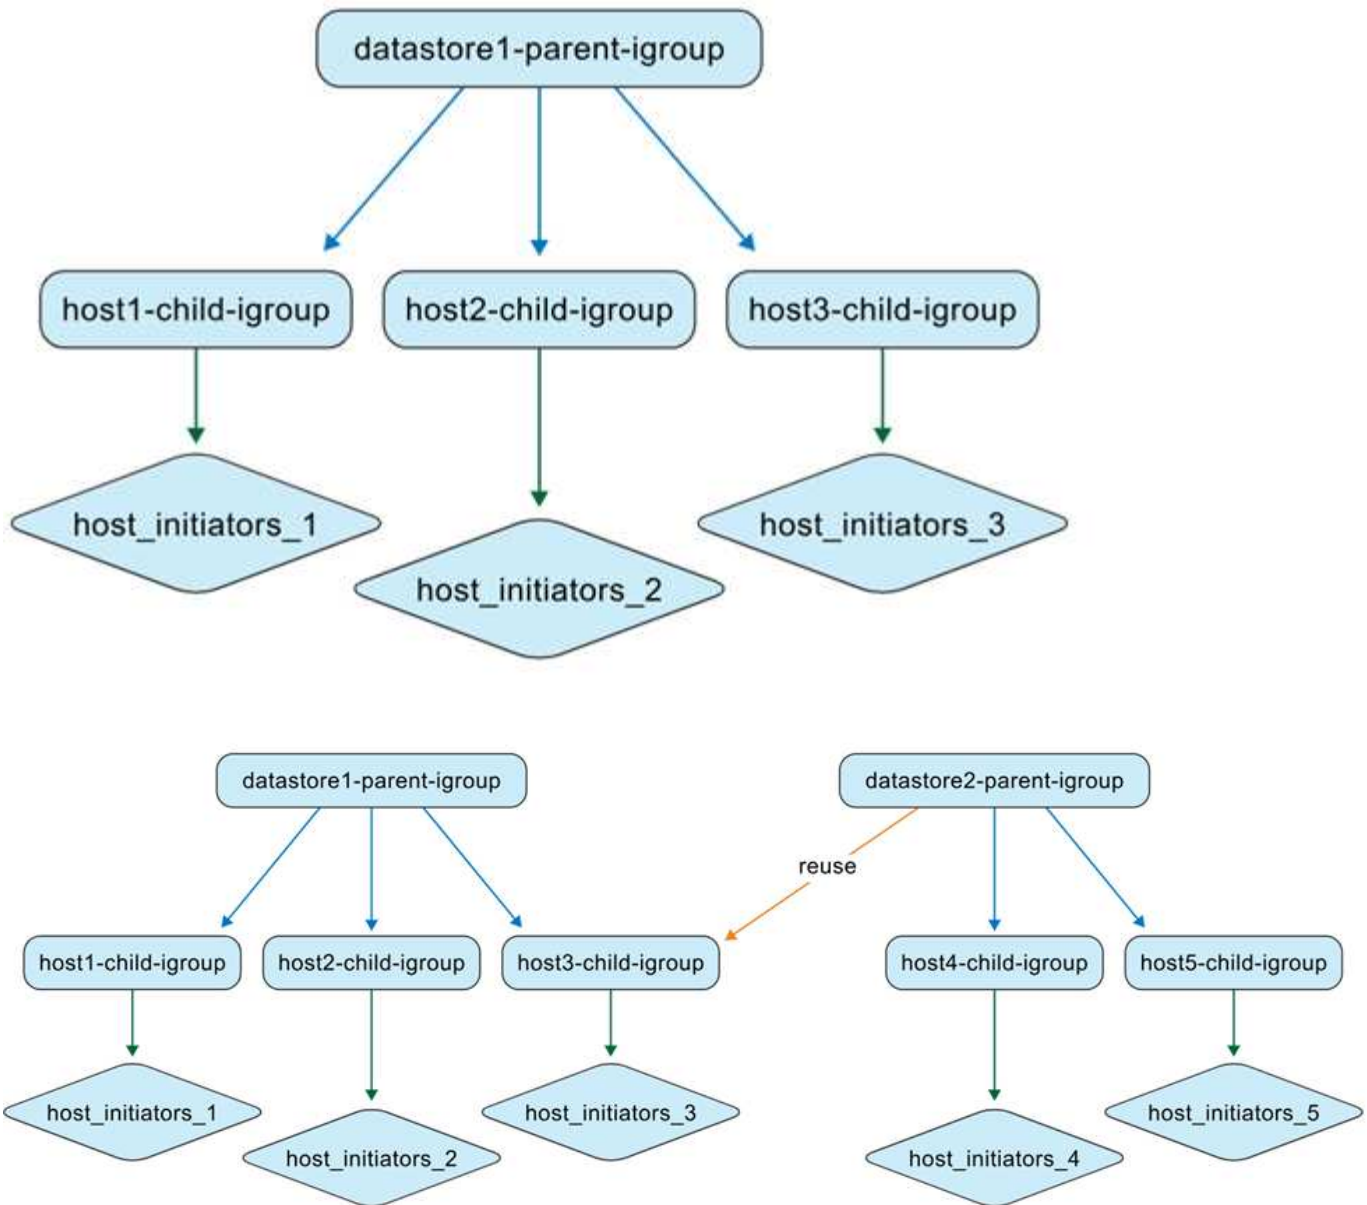 datastore1-parent-igroup
host1-child-igroup
host2-child-igroup
host3-child-igroup
host_initiators_1
host_initiators_3
host_initiators_2
datastore1-parent-igroup
datastore2-parent-igroup
reuse
host1-child-igroup
host2-child-igroup
host3-child-igroup
host4-child-igroup
host5-child-igroup
host_initiators_1
host_initiators_3
host_initiators_5
host_initiators_2
host_initiators_4